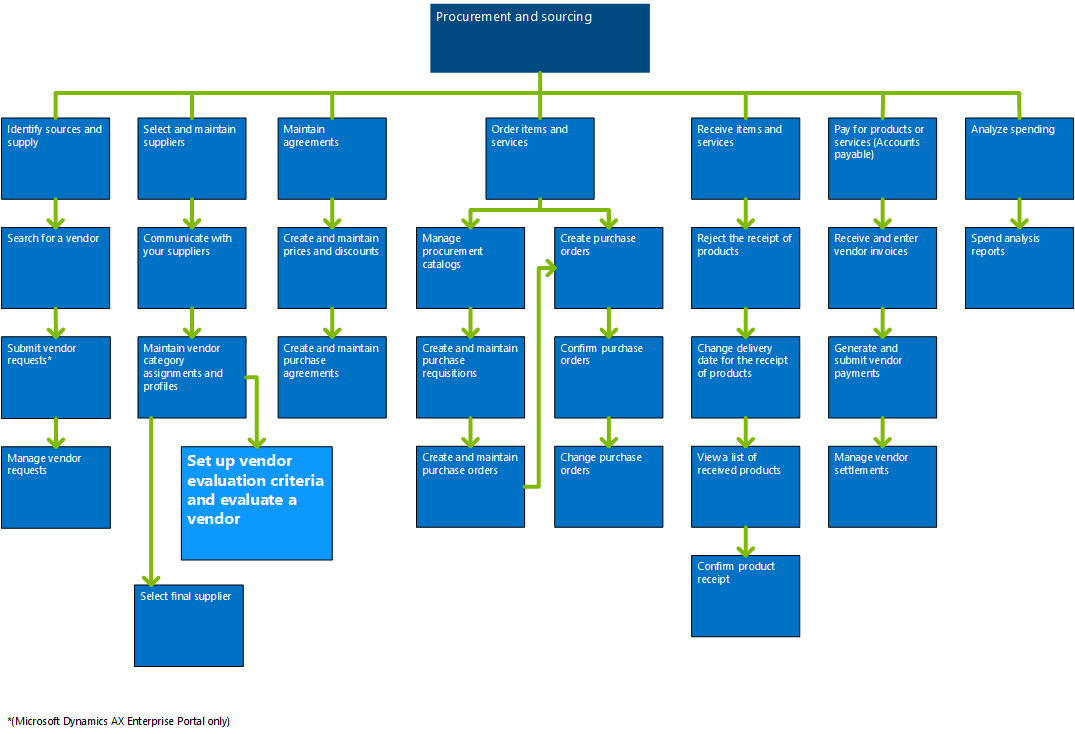 Procurement and sourcing
Identify sources and
supply
Select and maintain
suppliers
Maintain
agreements
Order items and
services
Receive items and
services
Pay for products or
services (Accounts
payable)
Analyze spending
Search for a vendor
Communicate with
your suppliers
Create and maintain
prices and discounts
Manage
procurement
catalogs
Create purchase
orders
Reject the receipt of
products
Receive and enter
vendor invoices
Spend analysis
reports
Submit vendor
requests*
Maintain vendor
category
assignments and
profiles
Create and maintain
purchase
agreements
Create and maintain
purchase
requisitions
Confirm purchase
orders
Change delivery
date for the receipt
of products
Generate and
submit vendor
payments
Manage vendor
requests
Set up vendor
evaluation criteria
and evaluate a
vendor
Create and maintain
purchase orders
Change purchase
orders
View a list of
received products
Manage vendor
settlements
Confirm product
receipt
Select final supplier
*(Microsoft Dynamics AX Enterprise Portal only)